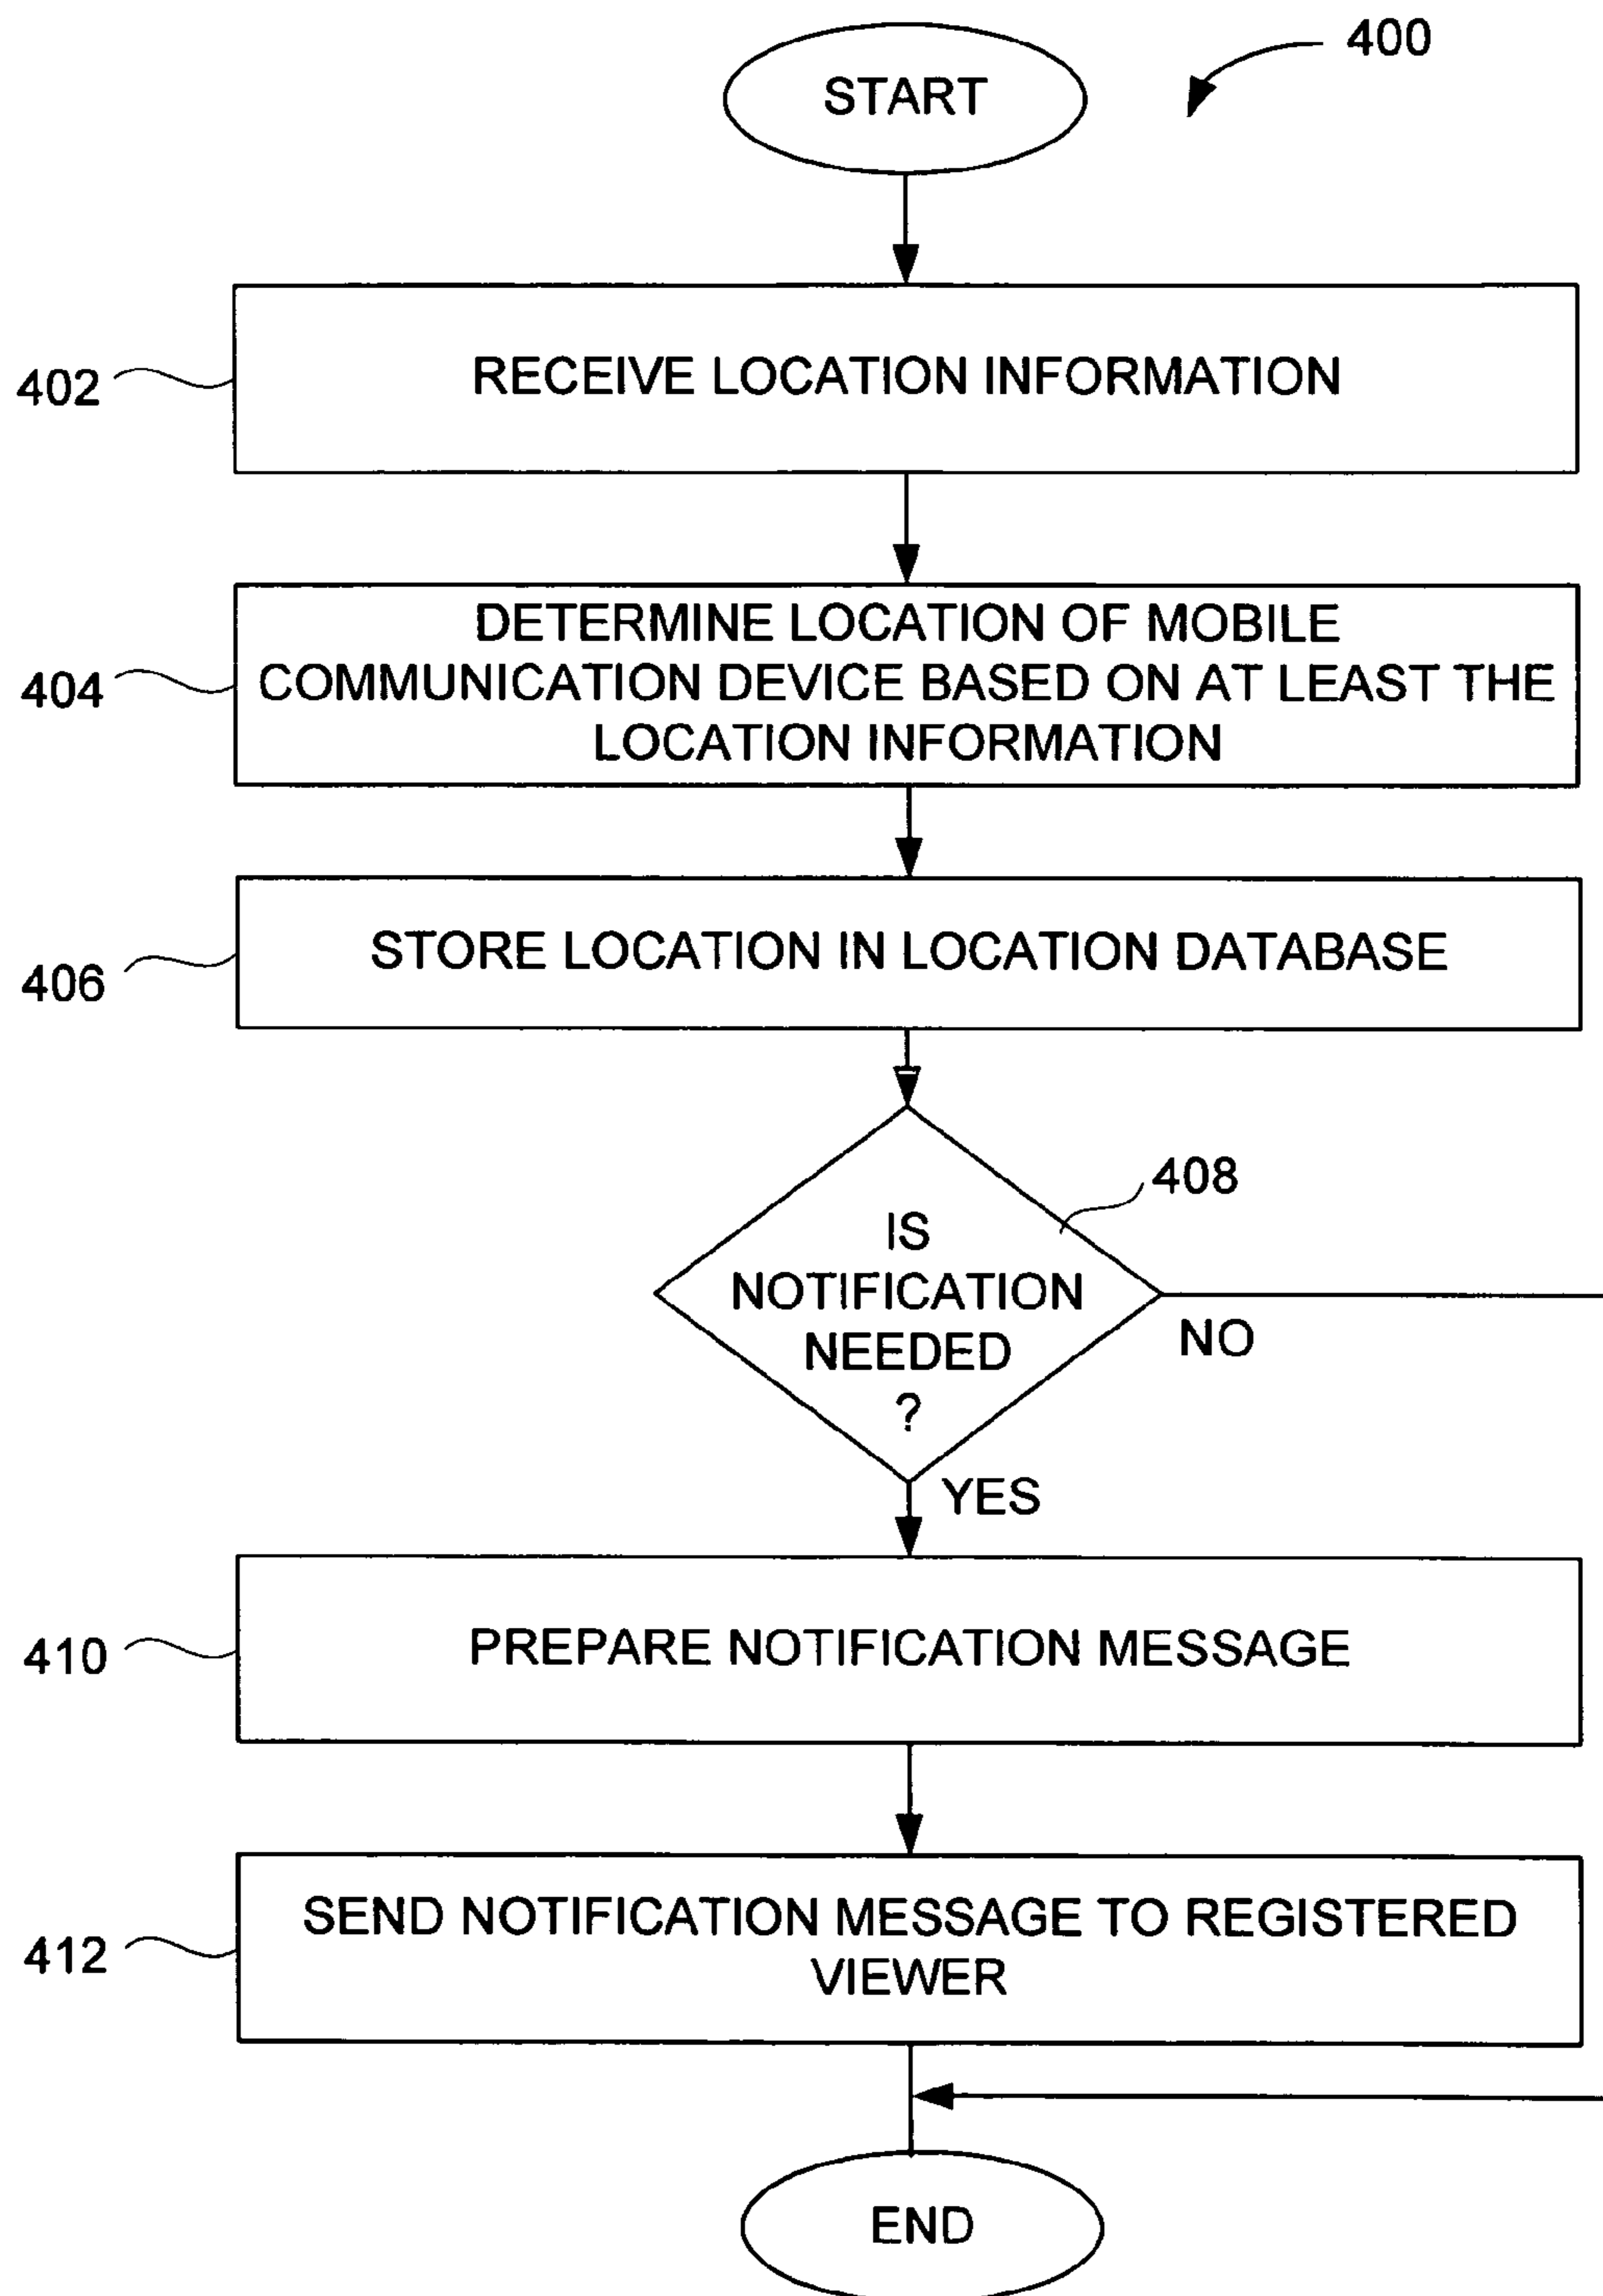 400
START
402
RECEIVE LOCATION INFORMATION
404
DETERMINE LOCATION OF MOBILE
COMMUNICATION DEVICE BASED ON AT LEAST THE
LOCATION INFORMATION
406
STORE LOCATION IN LOCATION DATABASE
408
IS
NOTIFICATION
NEEDED
?
NO
YES
410
PREPARE NOTIFICATION MESSAGE
412
SEND NOTIFICATION MESSAGE TO REGISTERED
VIEWER
END